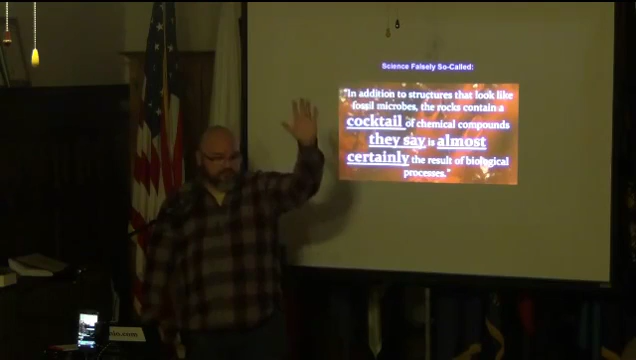 Science Falsely So-Called:
"In addition to structures that look like
fossil microbes, the rocks contain a
cocktail of chemical compounds
they say is almost
certainly the result of biological
processes."
.com